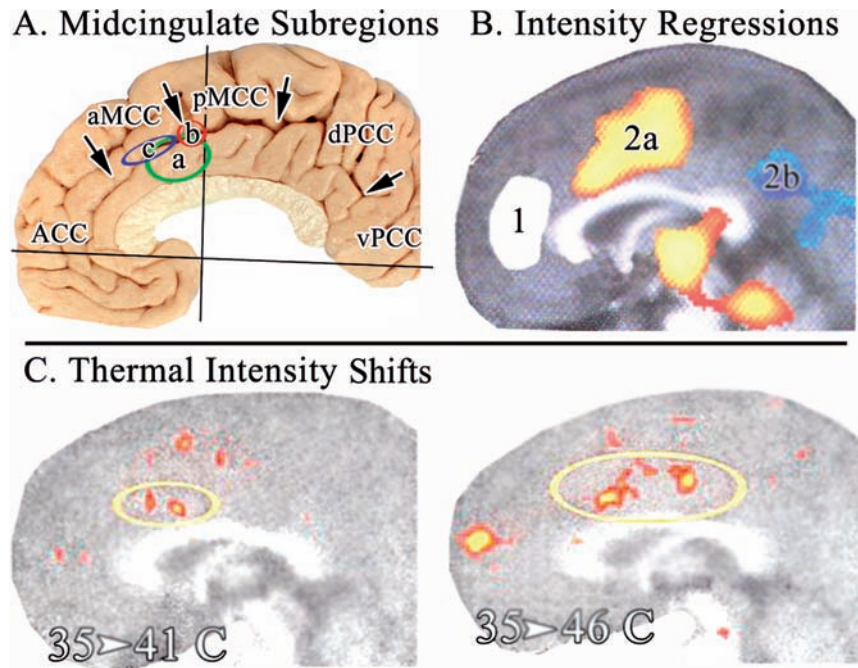 A. Midcingulate Subregions
aMCC
pMCC
b
c
a
dPCC
ACC
vPCC
B. Intensity Regressions
2a
2b
1
C. Thermal Intensity Shifts
35➤41 C
35➤46 C